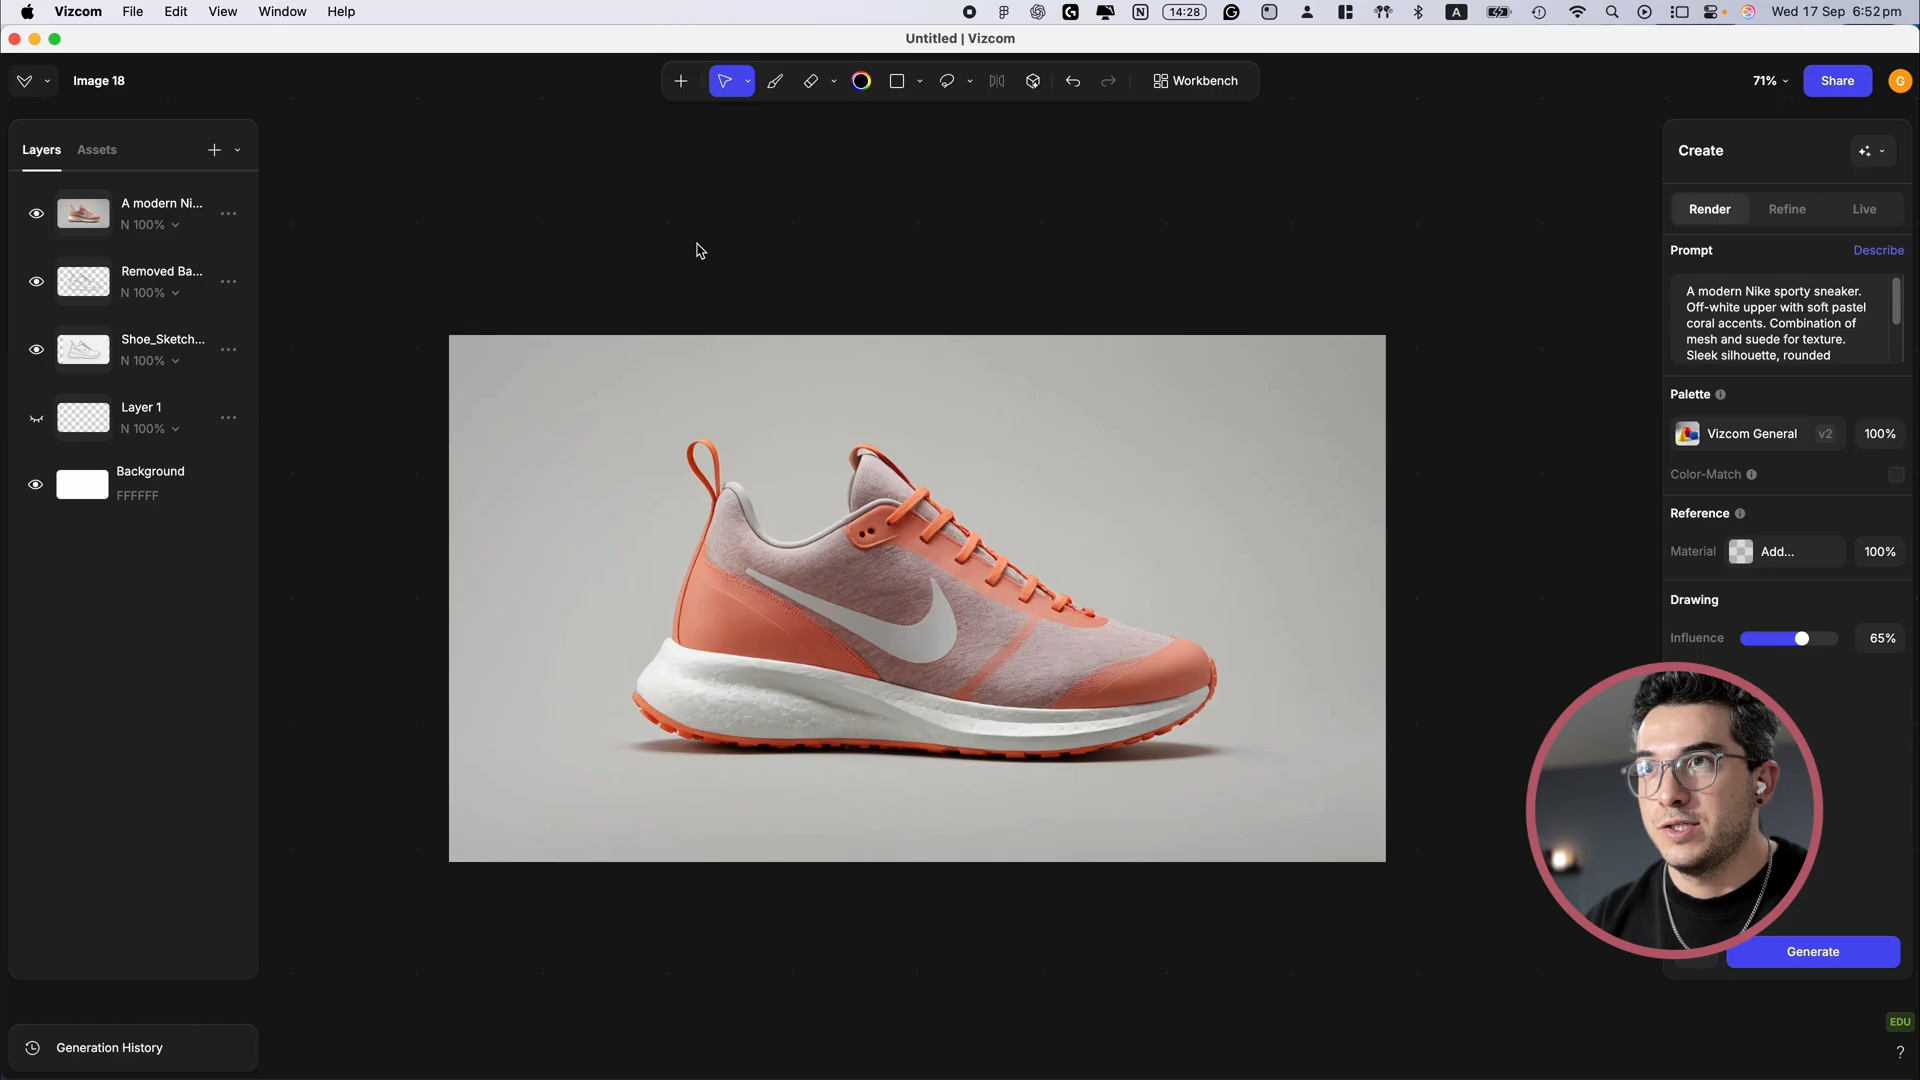 Vizcom File Edit View Window Help
14:28
A
Wed 17 Sep 6:52pm
Untitled | Vizcom
Image 18
Workbench
71%
Share
G
Layers Assets
A modern Ni...
N 100%
Removed Ba...
N 100%
Shoe_Sketch...
N 100%
Layer 1
N 100%
Background
FFFFFF
Generation History
Create
Render Refine Live
Prompt Describe
A modern Nike sporty sneaker.
Off-white upper with soft pastel
coral accents. Combination of
mesh and suede for texture.
Sleek silhouette, rounded
Palette
Vizcom General v2 100%
Color-Match
Reference
Material Add... 100%
Drawing
Influence 65%
Generate
EDU
?